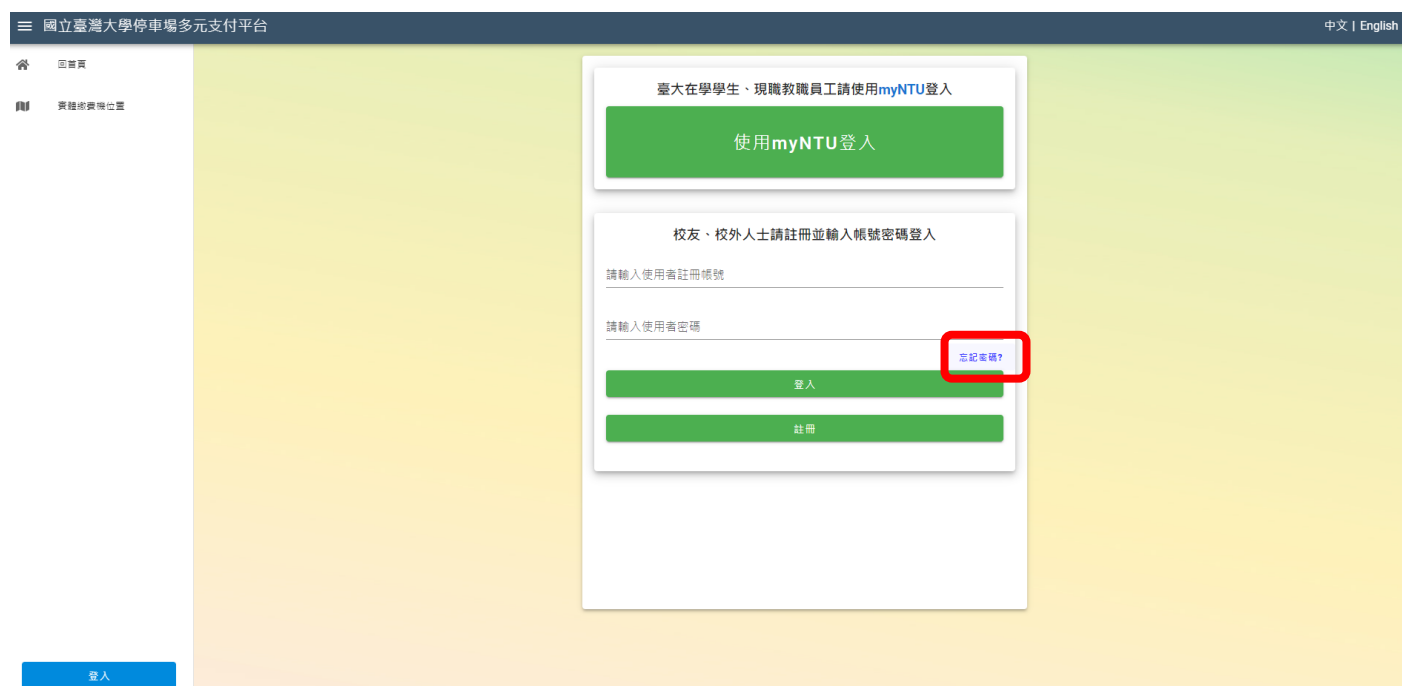 國立臺灣大學停車場多元支付平台
中文 | English
回首頁
實體繳費機位置
臺大在學學生、現職教職員工請使用myNTU登入
使用myNTU登入
校友、校外人士請註冊並輸入帳號密碼登入
請輸入使用者註冊帳號
請輸入使用者密碼
忘記密碼?
登入
註冊
登入